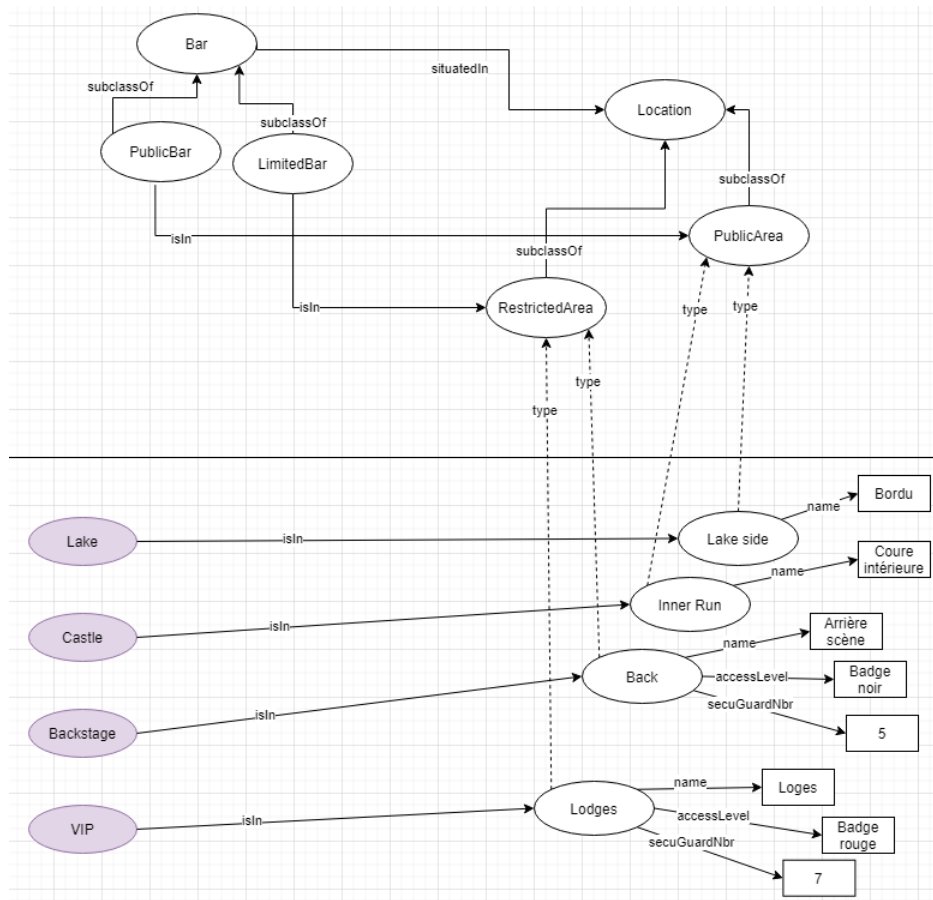 Bar
situatedIn
subclassOf
Location
subclassOf
PublicBar
LimitedBar
subclassOf
isIn
PublicArea
subclassOf
isIn
RestrictedArea
type
type
type
type
Bordu
name
Lake
isIn
Lake side
Coure
intérieure
name
Castle
isIn
Inner Run
Arrière
scène
name
Back
accessLevel
Badge
noir
secuGuardNbr
5
Backstage
isIn
name
Loges
Lodges
accessLevel
Badge
rouge
secuGuardNbr
7
VIP
isIn